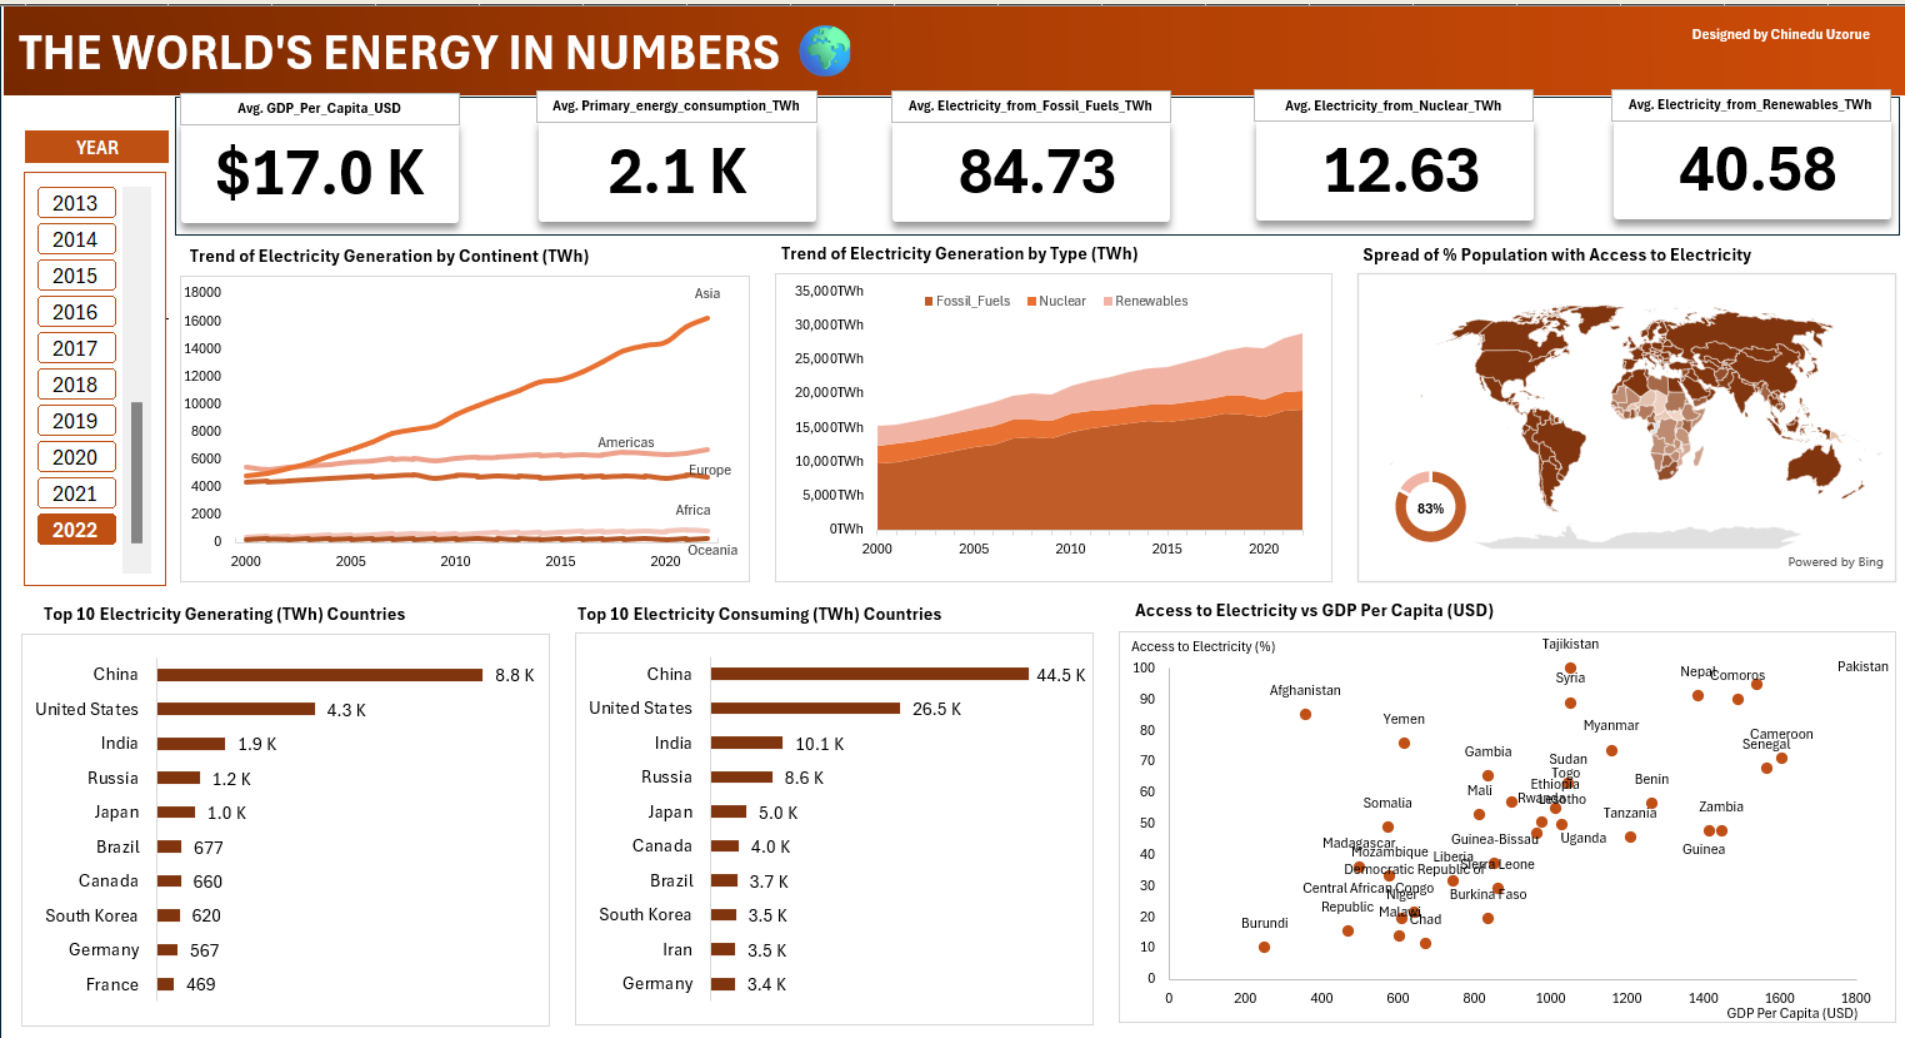 THE WORLD'S ENERGY IN NUMBERS
Designed by Chinedu Uzorue
Avg. GDP_Per_Capita_USD
$17.0 K
Avg. Primary_energy_consumption_TWh
2.1 K
Avg. Electricity_from_Fossil_Fuels_TWh
84.73
Avg. Electricity_from_Nuclear_TWh
12.63
Avg. Electricity_from_Renewables_TWh
40.58
YEAR
2013
2014
2015
2016
2017
2018
2019
2020
2021
2022
Trend of Electricity Generation by Continent (TWh)
18000
16000
14000
12000
10000
8000
6000
4000
2000
0
Asia
Americas
Europe
Africa
Oceania
2000
2005
2010
2015
2020
Trend of Electricity Generation by Type (TWh)
Fossil_Fuels
Nuclear
Renewables
35,000TWh
30,000TWh
25,000TWh
20,000TWh
15,000TWh
10,000TWh
5,000TWh
0TWh
2000
2005
2010
2015
2020
Spread of % Population with Access to Electricity
83%
Powered by Bing
Top 10 Electricity Generating (TWh) Countries
China 8.8 K
United States 4.3 K
India 1.9 K
Russia 1.2 K
Japan 1.0 K
Brazil 677
Canada 660
South Korea 620
Germany 567
France 469
Top 10 Electricity Consuming (TWh) Countries
China 44.5 K
United States 26.5 K
India 10.1 K
Russia 8.6 K
Japan 5.0 K
Canada 4.0 K
Brazil 3.7 K
South Korea 3.5 K
Iran 3.5 K
Germany 3.4 K
Access to Electricity vs GDP Per Capita (USD)
Access to Electricity (%)
100
90
80
70
60
50
40
30
20
10
0
Tajikistan
Syria
Nepal
Comoros
Pakistan
Afghanistan
Yemen
Myanmar
Cameroon
Senegal
Gambia
Sudan
Togo
Ethiopia
Benin
Mali
Rwanda
Lesotho
Somalia
Tanzania
Zambia
Guinea-Bissau
Uganda
Guinea
Madagascar
Mozambique
Liberia
Sierra Leone
Democratic Republic of
Congo
Central African
Republic
Niger
Burkina Faso
Malawi
Chad
Burundi
0
200
400
600
800
1000
1200
1400
1600
1800
GDP Per Capita (USD)